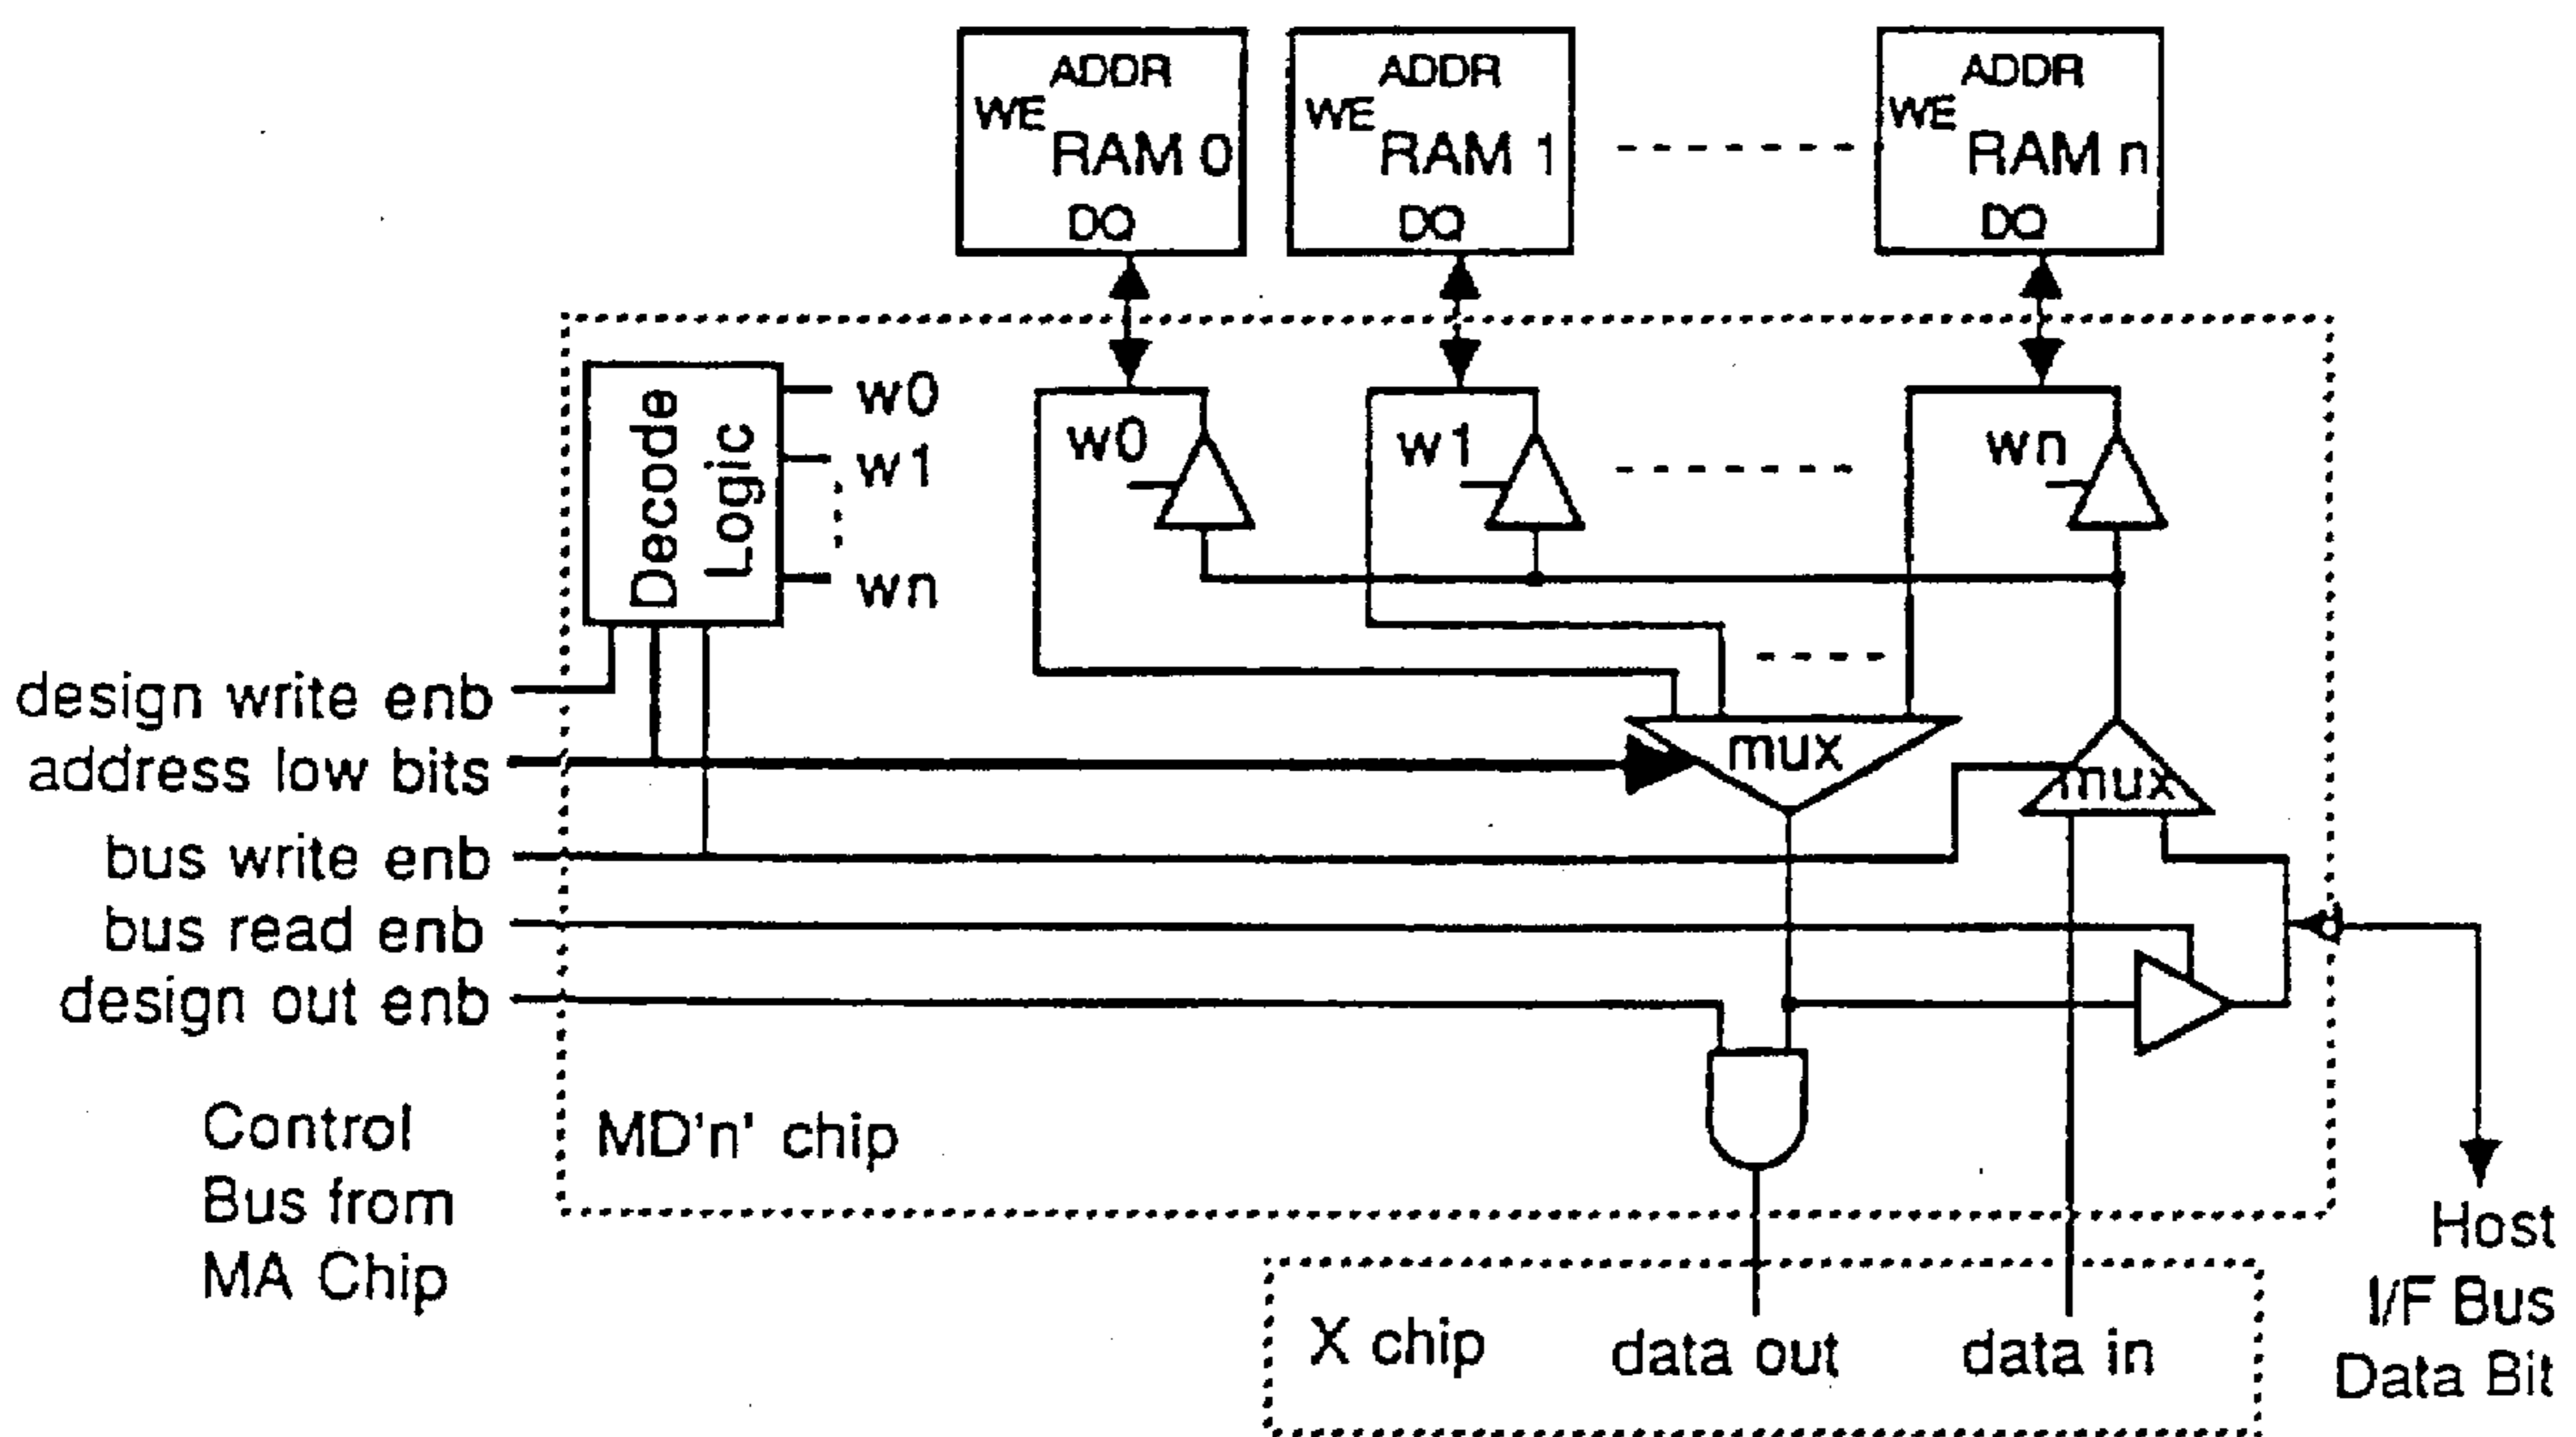 ADDR
WE
RAM 0
DQ
ADDR
WE
RAM 1
DQ
ADDR
WE
RAM n
DQ
Decode
Logic
w0
w1
wn
w0
w1
wn
design write enb
address low bits
bus write enb
bus read enb
design out enb
mux
mux
Control
Bus from
MA Chip
MD'n' chip
X chip
data out
data in
Host
I/F Bus
Data Bit